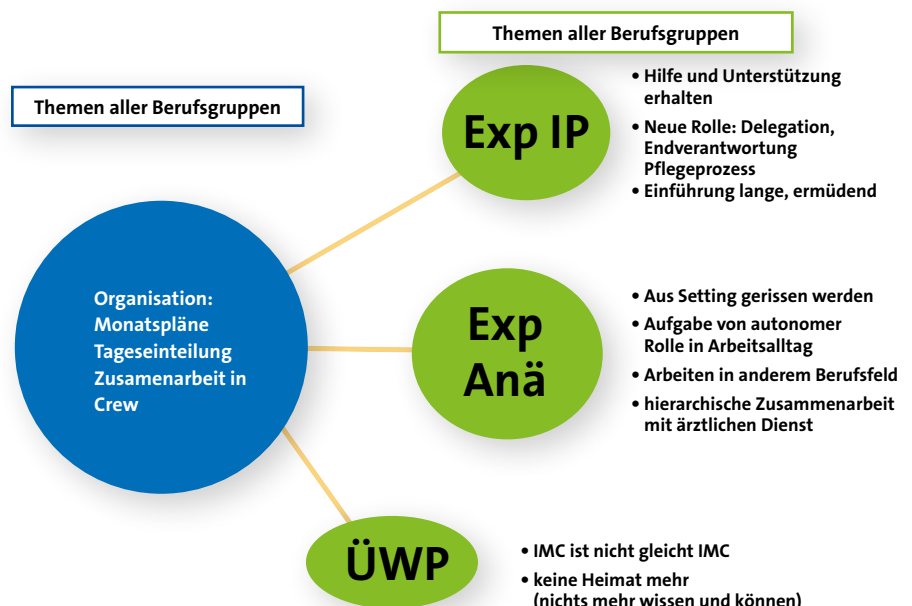 Themen aller Berufsgruppen
Themen aller Berufsgruppen
Organisation:
Monatspläne
Tageseinteilung
Zusamenarbeit in
Crew
Exp IP
• Hilfe und Unterstützung
erhalten
• Neue Rolle: Delegation,
Endverantwortung
Pflegeprozess
• Einführung lange, ermüdend
Exp
Anä
• Aus Setting gerissen werden
• Aufgabe von autonomer
Rolle in Arbeitsalltag
• Arbeiten in anderem Berufsfeld
• hierarchische Zusammenarbeit
mit ärztlichen Dienst
ÜWP
• IMC ist nicht gleicht IMC
• keine Heimat mehr
(nichts mehr wissen und können)